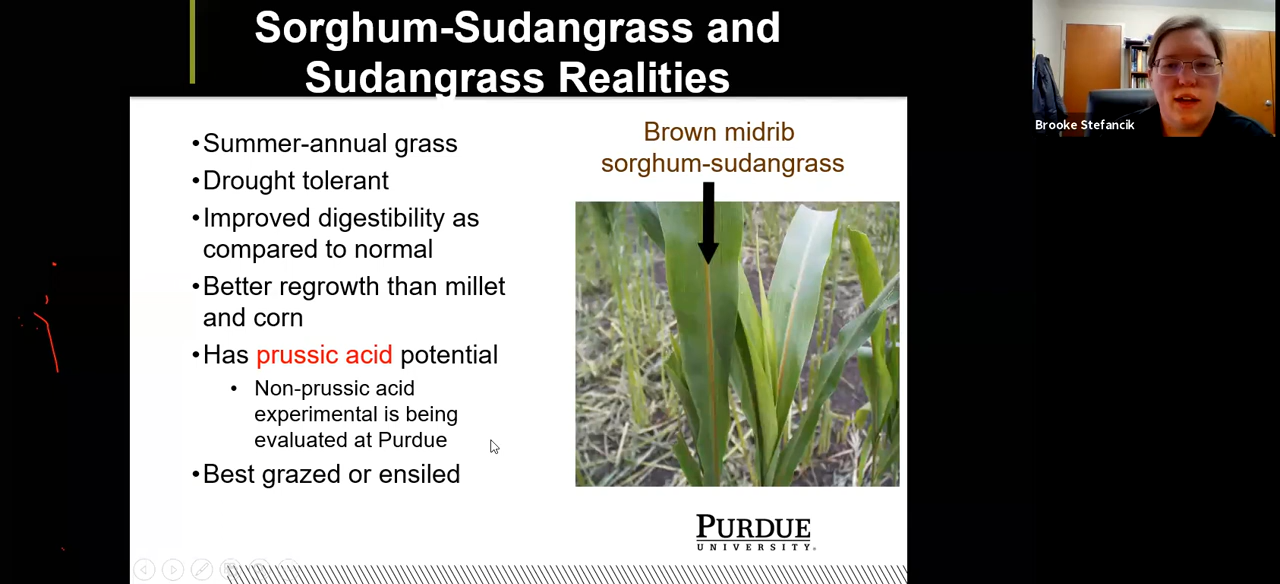 Sorghum-Sudangrass and
Sudangrass Realities
•Summer-annual grass
•Drought tolerant
•Improved digestibility as
compared to normal
•Better regrowth than millet
and corn
•Has prussic acid potential
• Non-prussic acid
experimental is being
evaluated at Purdue
•Best grazed or ensiled
Brown midrib
sorghum-sudangrass
PURDUE
UNIVERSITY®
Brooke Stefancik